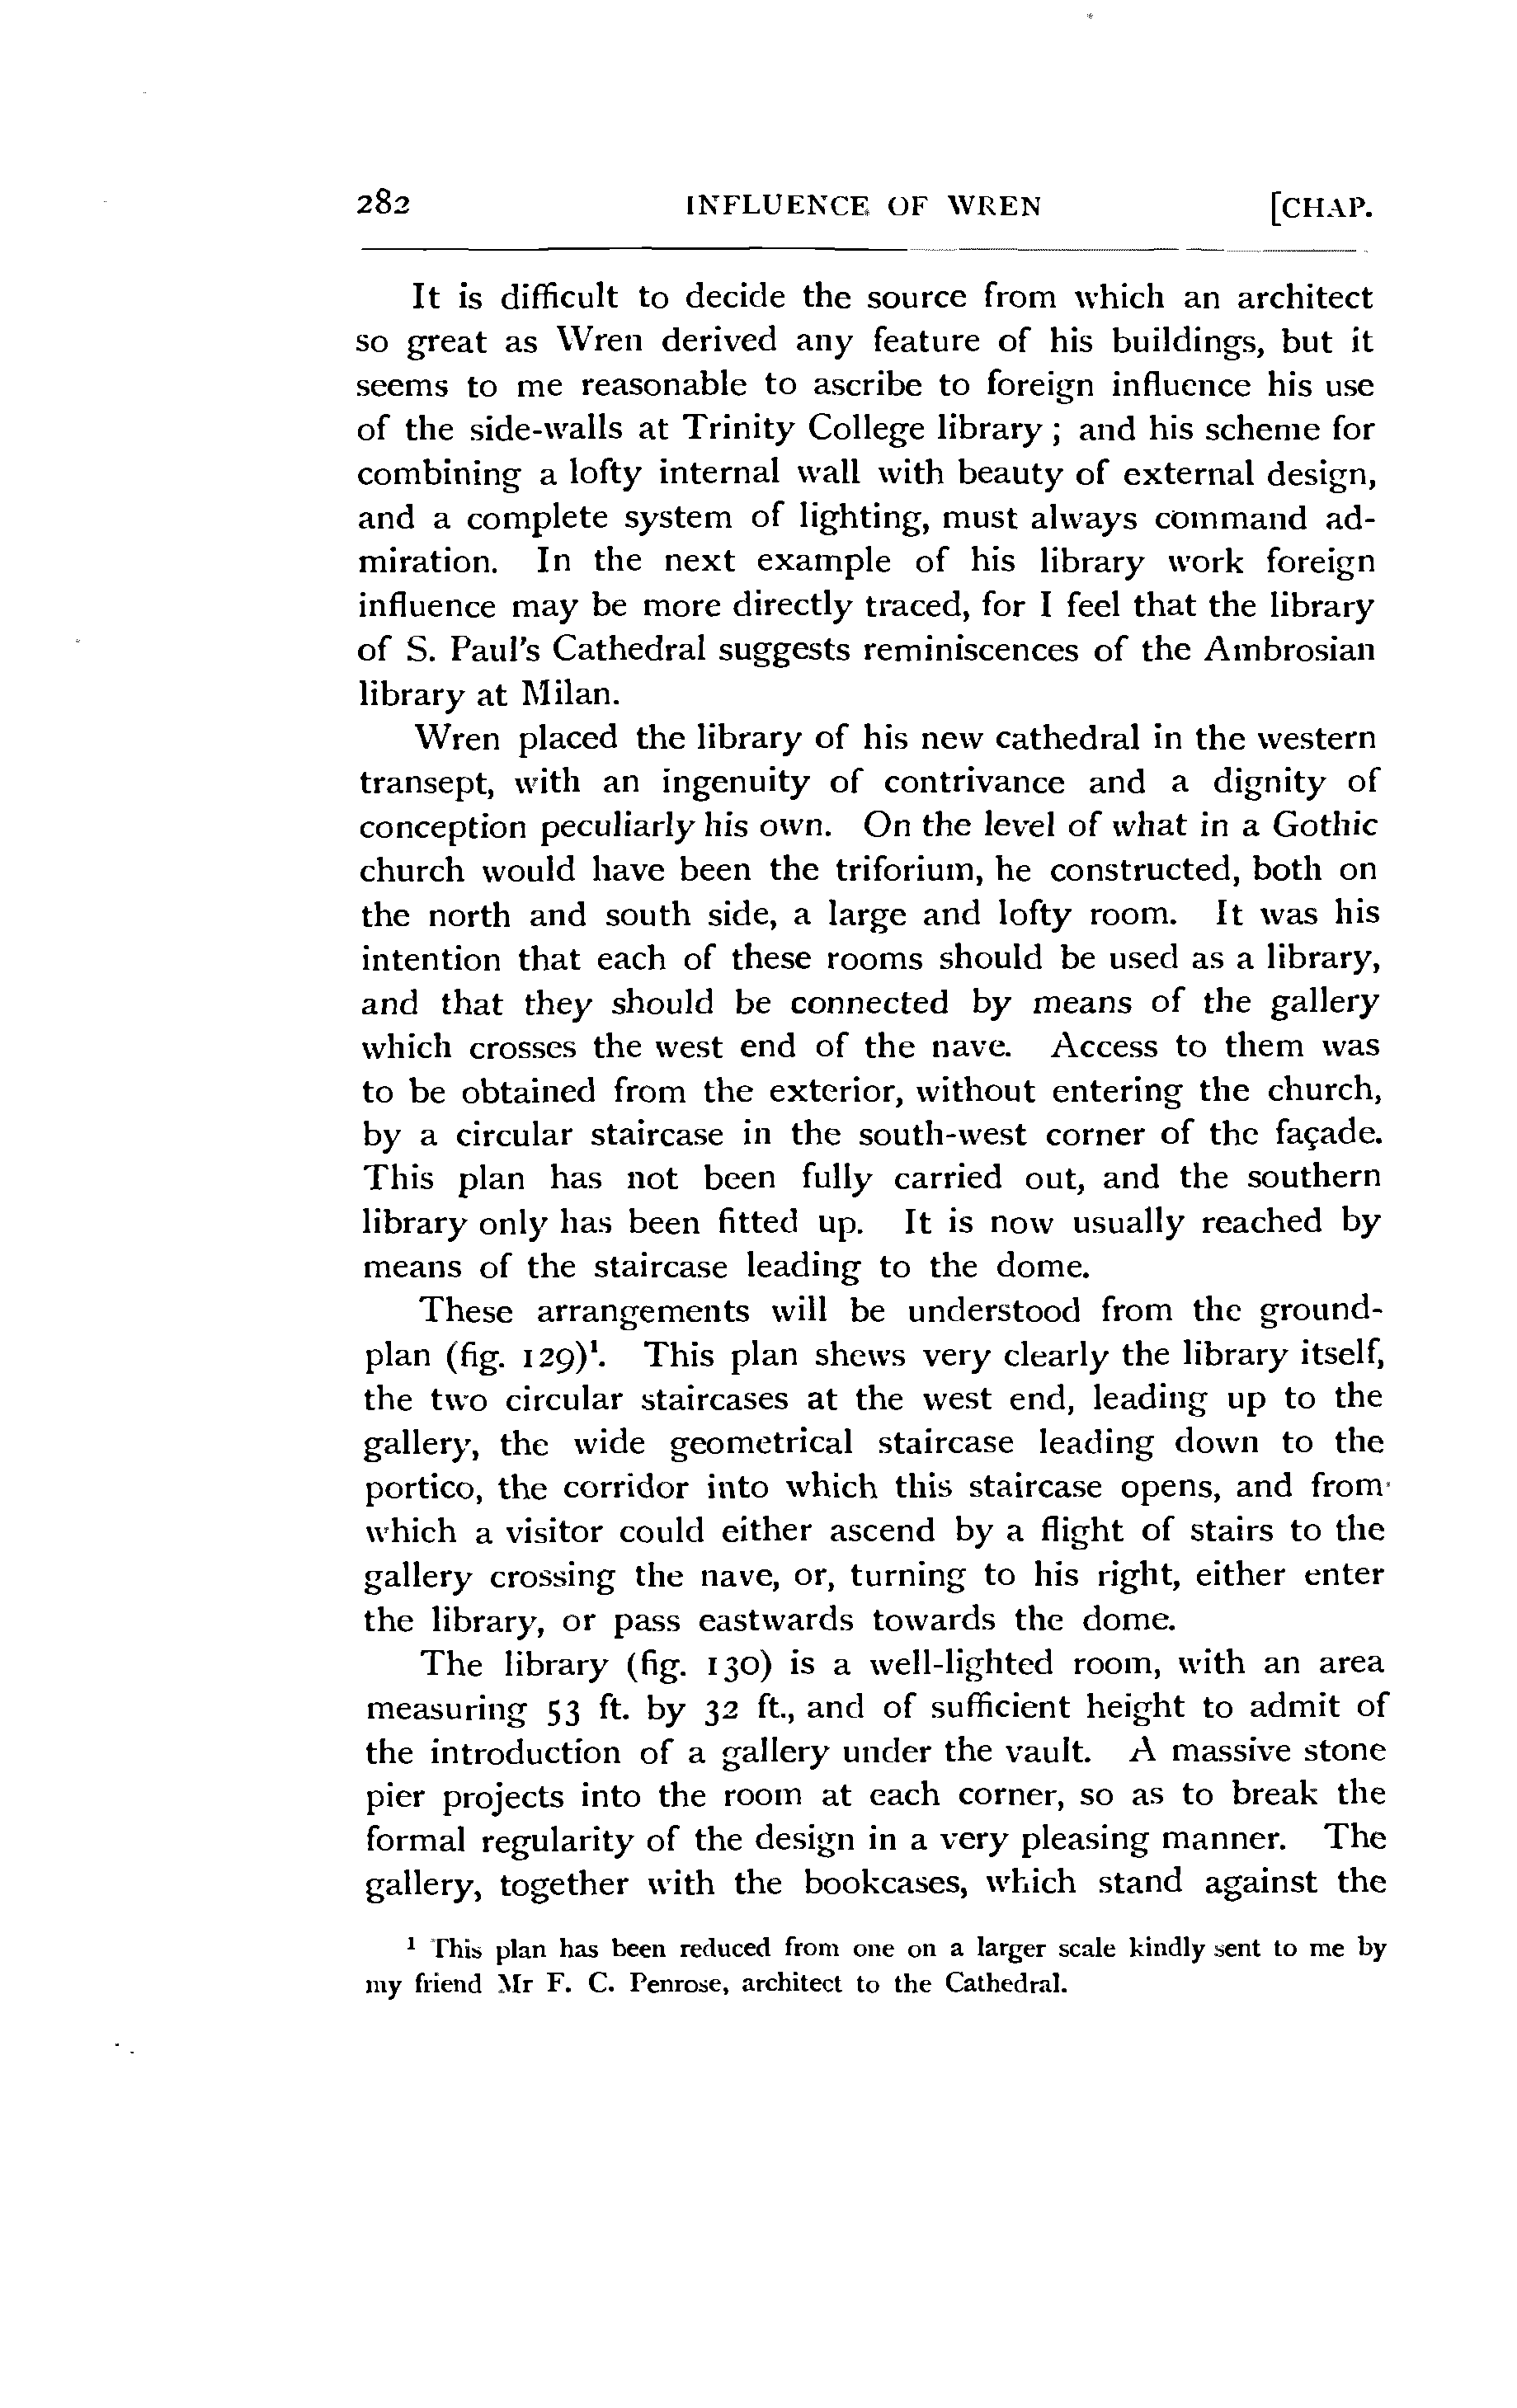 282 INFLUENCE OF WREN [CHAP.
It is difficult to decide the source from which an architect
so great as Wren derived any feature of his buildings, but it
seems to me reasonable to ascribe to foreign influence his use
of the side-walls at Trinity College library ; and his scheme for
combining a lofty internal wall with beauty of external design,
and a complete system of lighting, must always command ad-
miration. In the next example of his library work foreign
influence may be more directly traced, for I feel that the library
of S. Paul's Cathedral suggests reminiscences of the Ambrosian
library at Milan.
Wren placed the library of his new cathedral in the western
transept, with an ingenuity of contrivance and a dignity of
conception peculiarly his own. On the level of what in a Gothic
church would have been the triforium, he constructed, both on
the north and south side, a large and lofty room. It was his
intention that each of these rooms should be used as a library,
and that they should be connected by means of the gallery
which crosses the west end of the nave. Access to them was
to be obtained from the exterior, without entering the church,
by a circular staircase in the south-west corner of the façade.
This plan has not been fully carried out, and the southern
library only has been fitted up. It is now usually reached by
means of the staircase leading to the dome.
These arrangements will be understood from the ground-
plan (fig. 129)¹. This plan shews very clearly the library itself,
the two circular staircases at the west end, leading up to the
gallery, the wide geometrical staircase leading down to the
portico, the corridor into which this staircase opens, and from
which a visitor could either ascend by a flight of stairs to the
gallery crossing the nave, or, turning to his right, either enter
the library, or pass eastwards towards the dome.
The library (fig. 130) is a well-lighted room, with an area
measuring 53 ft. by 32 ft., and of sufficient height to admit of
the introduction of a gallery under the vault. A massive stone
pier projects into the room at each corner, so as to break the
formal regularity of the design in a very pleasing manner. The
gallery, together with the bookcases, which stand against the
¹ This plan has been reduced from one on a larger scale kindly sent to me by
my friend Mr F. C. Penrose, architect to the Cathedral.